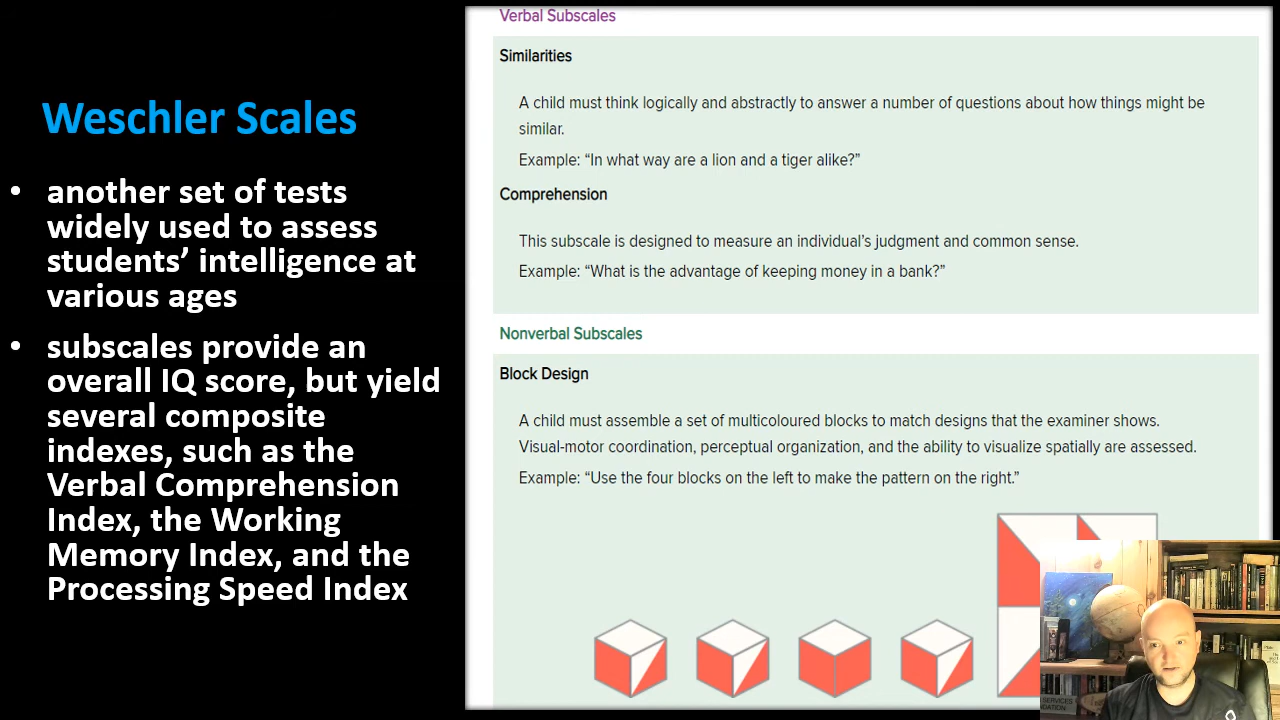 Weschler Scales
• another set of tests
widely used to assess
students’ intelligence at
various ages
• subscales provide an
overall IQ score, but yield
several composite
indexes, such as the
Verbal Comprehension
Index, the Working
Memory Index, and the
Processing Speed Index
Verbal Subscales
Similarities
A child must think logically and abstractly to answer a number of questions about how things might be
similar.
Example: “In what way are a lion and a tiger alike?”
Comprehension
This subscale is designed to measure an individual’s judgment and common sense.
Example: “What is the advantage of keeping money in a bank?”
Nonverbal Subscales
Block Design
A child must assemble a set of multicoloured blocks to match designs that the examiner shows.
Visual-motor coordination, perceptual organization, and the ability to visualize spatially are assessed.
Example: “Use the four blocks on the left to make the pattern on the right.”